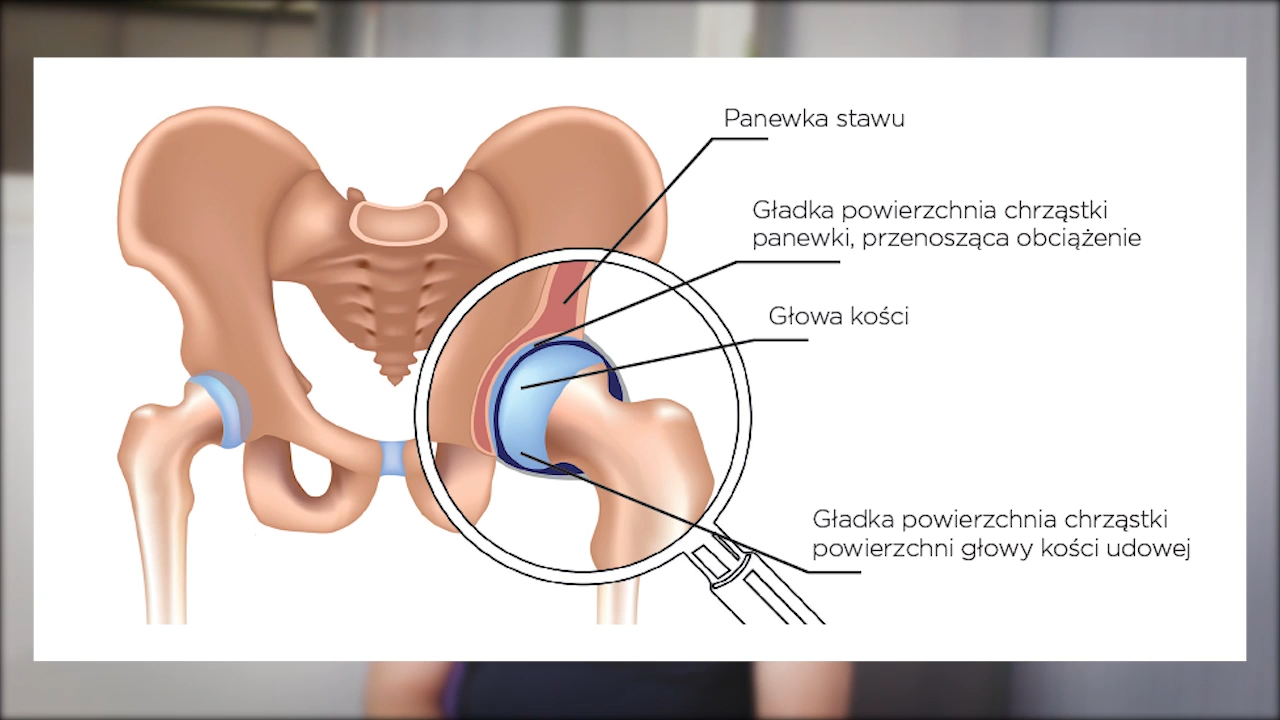 Panewka stawu
Gładka powierzchnia chrząstki
panewki, przenosząca obciążenie
Głowa kości
Gładka powierzchnia chrząstki
powierzchni głowy kości udowej